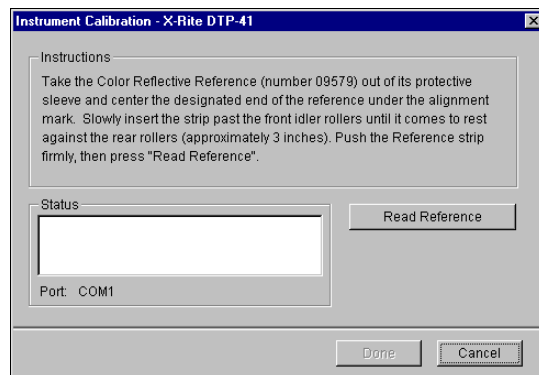 Instrument Calibration - X-Rite DTP-41
Instructions
Take the Color Reflective Reference (number 09579) out of its protective
sleeve and center the designated end of the reference under the alignment
mark. Slowly insert the strip past the front idler rollers until it comes to rest
against the rear rollers (approximately 3 inches). Push the Reference strip
firmly, then press "Read Reference".
Status
Read Reference
Port: COM1
Done
Cancel